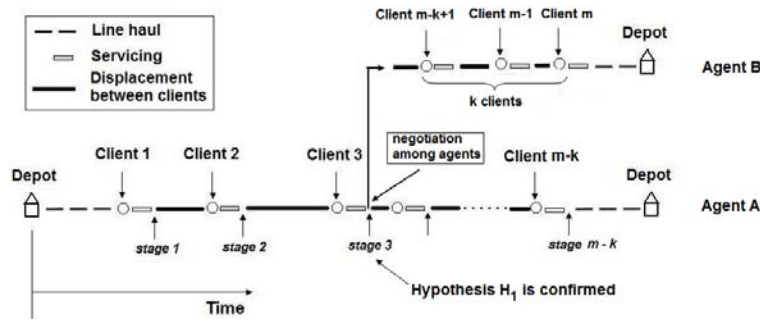 Line haul
Servicing
Displacement
between clients
Client m-k+1
Client m-1
Client m
Depot
Agent B
k clients
negotiation
among agents
Depot
Client 1
Client 2
Client 3
Client m-k
Depot
Agent A
stage 1
stage 2
stage 3
stage m - k
Time
Hypothesis H1 is confirmed